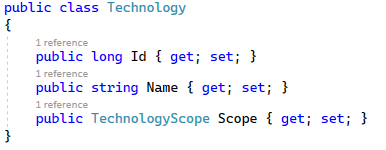 public class Technology
{
1 reference
public long Id { get; set; }
1 reference
public string Name { get; set; }
1 reference
public TechnologyScope Scope { get; set; }
}